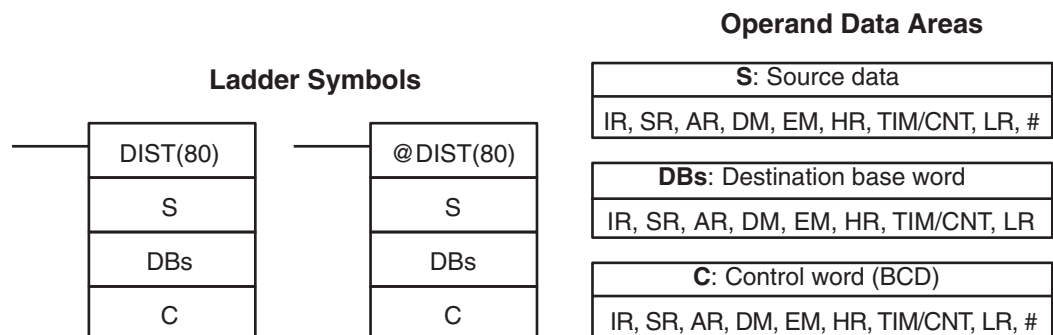 Ladder Symbols
DIST(80)
S
DBs
C
@DIST(80)
S
DBs
C
Operand Data Areas
S: Source data
IR, SR, AR, DM, EM, HR, TIM/CNT, LR, #
DBs: Destination base word
IR, SR, AR, DM, EM, HR, TIM/CNT, LR
C: Control word (BCD)
IR, SR, AR, DM, EM, HR, TIM/CNT, LR, #